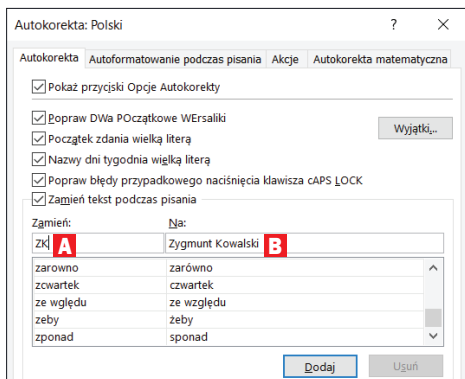 Autokorekta: Polski ? ×
Autokorekta Autoformatowanie podczas pisania Akcje Autokorekta matematyczna
Pokaż przyciski Opcje Autokorekty
Popraw DWa POczątkowe WErsaliki
Wyjątki...
Początek zdania wielką literą
Nazwy dni tygodnia wielką literą
Popraw błędy przypadkowego naciśnięcia klawisza cAPS LOCK
Zamień tekst podczas pisania
Zamień: Na:
ZK A Zygmunt Kowalski B
zarowno zarówno
zcwartek czwartek
ze wględu ze względu
zeby żeby
zponad sponad
Dodaj Usuń